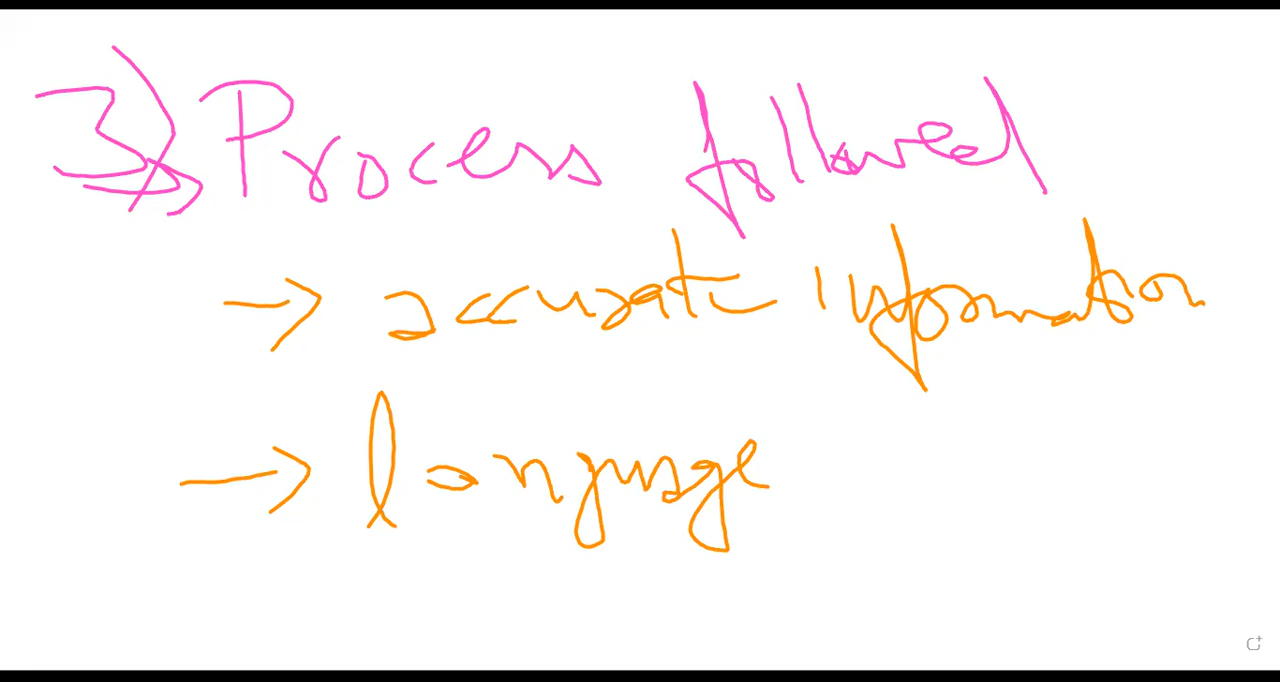 3) Process followed
→ accurate information
→ language